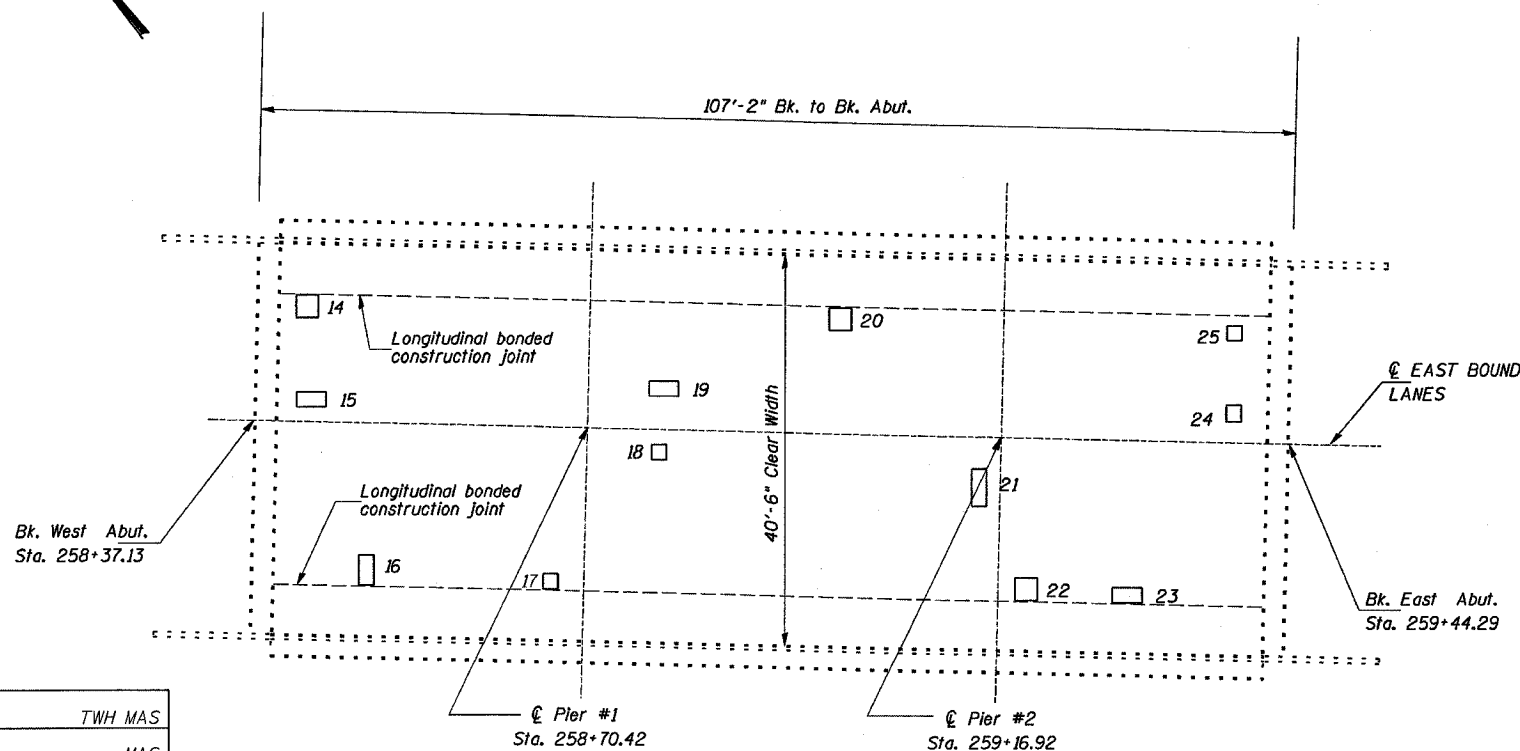 107'-2" Bk. to Bk. Abut.
14
20
25
Longitudinal bonded
construction joint
℄ EAST BOUND
LANES
15
19
24
18
40'-6" Clear Width
21
Longitudinal bonded
construction joint
Bk. West Abut.
Sta. 258+37.13
16
17
22
23
Bk. East Abut.
Sta. 259+44.29
TWH MAS
℄ Pier #1
Sta. 258+70.42
℄ Pier #2
Sta. 259+16.92